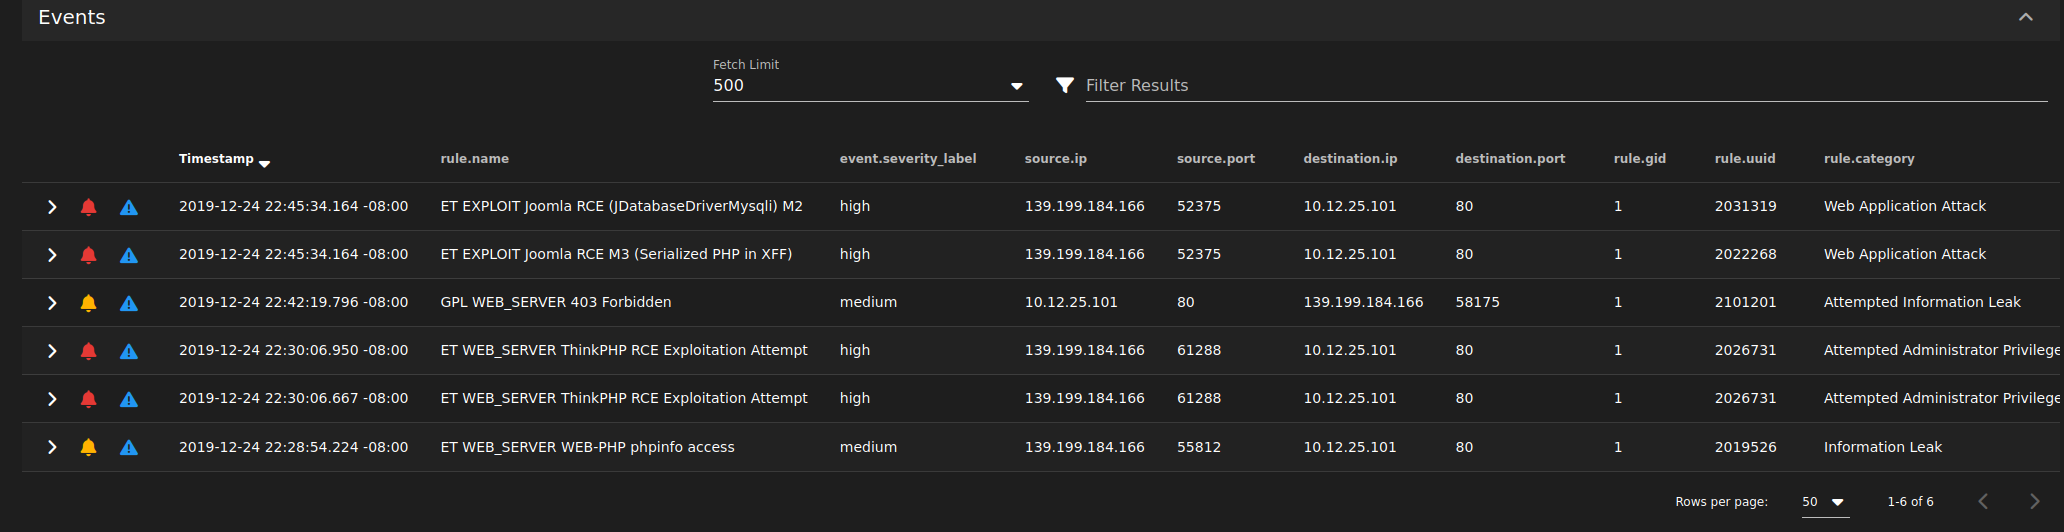 Events
Fetch Limit
500
Filter Results
Timestamp rule.name event.severity_label source.ip source.port destination.ip destination.port rule.gid rule.uuid rule.category
2019-12-24 22:45:34.164 -08:00 ET EXPLOIT Joomla RCE (JDatabaseDriverMysqli) M2 high 139.199.184.166 52375 10.12.25.101 80 1 2031319 Web Application Attack
2019-12-24 22:45:34.164 -08:00 ET EXPLOIT Joomla RCE M3 (Serialized PHP in XFF) high 139.199.184.166 52375 10.12.25.101 80 1 2022268 Web Application Attack
2019-12-24 22:42:19.796 -08:00 GPL WEB_SERVER 403 Forbidden medium 10.12.25.101 80 139.199.184.166 58175 1 2101201 Attempted Information Leak
2019-12-24 22:30:06.950 -08:00 ET WEB_SERVER ThinkPHP RCE Exploitation Attempt high 139.199.184.166 61288 10.12.25.101 80 1 2026731 Attempted Administrator Privilege
2019-12-24 22:30:06.667 -08:00 ET WEB_SERVER ThinkPHP RCE Exploitation Attempt high 139.199.184.166 61288 10.12.25.101 80 1 2026731 Attempted Administrator Privilege
2019-12-24 22:28:54.224 -08:00 ET WEB_SERVER WEB-PHP phpinfo access medium 139.199.184.166 55812 10.12.25.101 80 1 2019526 Information Leak
Rows per page: 50 1-6 of 6